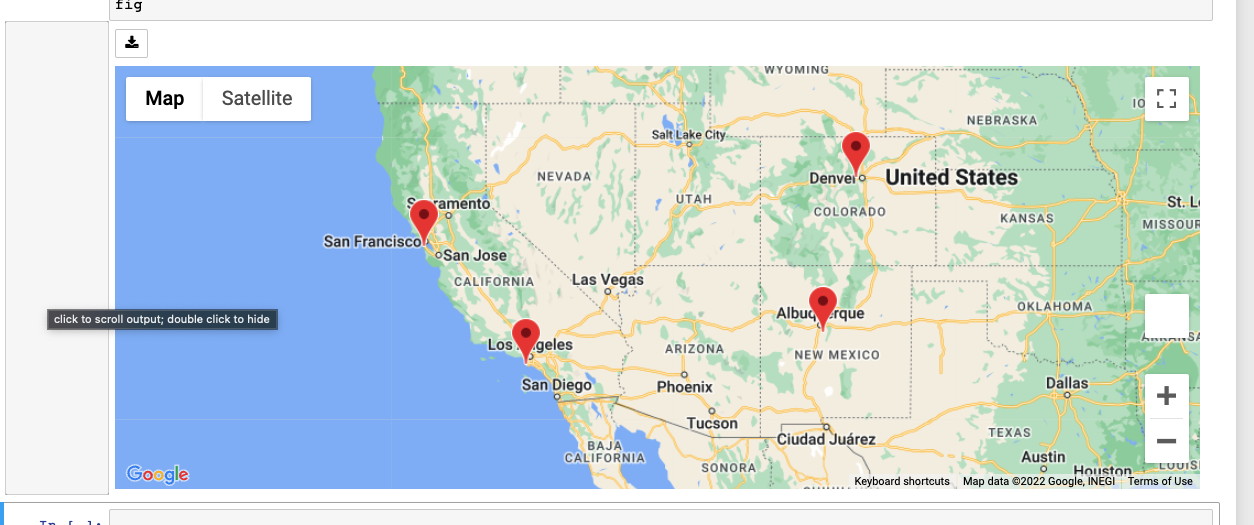 fig
Map Satellite
WYOMING
IO
NEBRASKA
Salt Lake City
NEVADA
Denver
United States
UTAH
COLORADO
Sacramento
St. L
KANSAS
MISSOUR
San Francisco
San Jose
CALIFORNIA
Las Vegas
click to scroll output; double click to hide
Albuquerque
OKLAHOMA
ARKANSA
Los Angeles
ARIZONA
NEW MEXICO
San Diego
Phoenix
Dallas
Tucson
Ciudad Juárez
TEXAS
BAJA
CALIFORNIA
SONORA
Austin
Houston
LOUIS
Google
Keyboard shortcuts Map data ©2022 Google, INEGI Terms of Use
In [ ]: